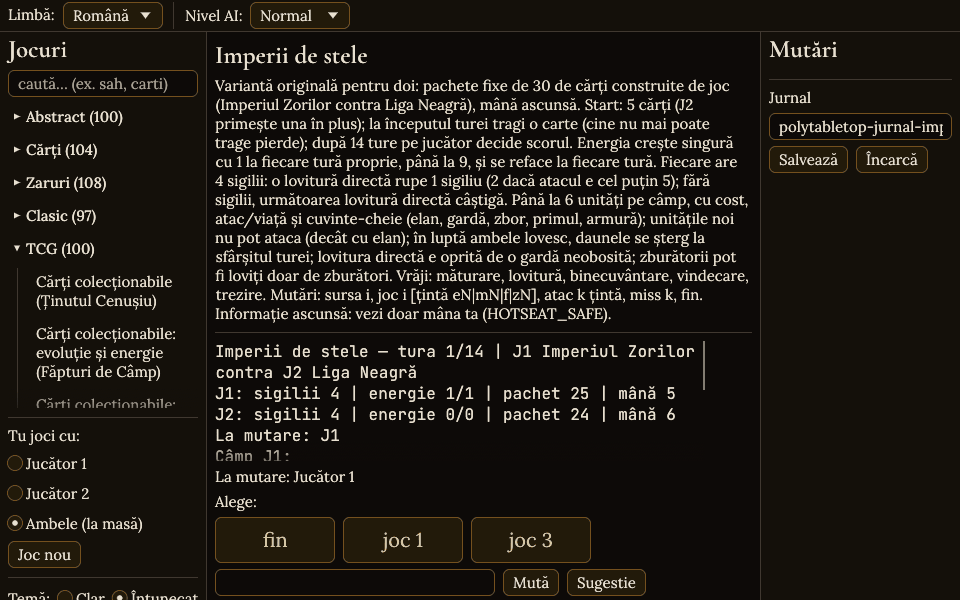 Limbă: Română ▼ Nivel AI: Normal ▼
Jocuri
caută... (ex. sah, carti)
▸ Abstract (100)
▸ Cărți (104)
▸ Zaruri (108)
▸ Clasic (97)
▾ TCG (100)
Cărți colecționabile
(Ținutul Cenușiu)
Cărți colecționabile:
evoluție și energie
(Făpturi de Câmp)
Cărți colecționabile:
Tu joci cu:
Jucător 1
Jucător 2
Ambele (la masă)
Joc nou
Temă: Clar Întunecat
Imperii de stele
Variantă originală pentru doi: pachete fixe de 30 de cărți construite de joc
(Imperiul Zorilor contra Liga Neagră), mână ascunsă. Start: 5 cărți (J2
primește una în plus); la începutul turei tragi o carte (cine nu mai poate
trage pierde); după 14 ture pe jucător decide scorul. Energia crește singură
cu 1 la fiecare tură proprie, până la 9, și se reface la fiecare tură. Fiecare are
4 sigilii: o lovitură directă rupe 1 sigiliu (2 dacă atacul e cel puțin 5); fără
sigilii, următoarea lovitură directă câștigă. Până la 6 unități pe câmp, cu cost,
atac/viață și cuvinte-cheie (elan, gardă, zbor, primul, armură); unitățile noi
nu pot ataca (decât cu elan); în luptă ambele lovesc, daunele se șterg la
sfârșitul turei; lovitura directă e oprită de o gardă neobosită; zburătorii pot
fi loviți doar de zburători. Vrăji: măturare, lovitură, binecuvântare, vindecare,
trezire. Mutări: sursa i, joc i [țintă eN|mN|f|zN], atac k țintă, miss k, fin.
Informație ascunsă: vezi doar mâna ta (HOTSEAT_SAFE).
Imperii de stele — tura 1/14 | J1 Imperiul Zorilor
contra J2 Liga Neagră
J1: sigilii 4 | energie 1/1 | pachet 25 | mână 5
J2: sigilii 4 | energie 0/0 | pachet 24 | mână 6
La mutare: J1
Câmp J1:
La mutare: Jucător 1
Alege:
fin joc 1 joc 3
Mută Sugestie
Mutări
Jurnal
polytabletop-jurnal-imp
Salvează Încarcă